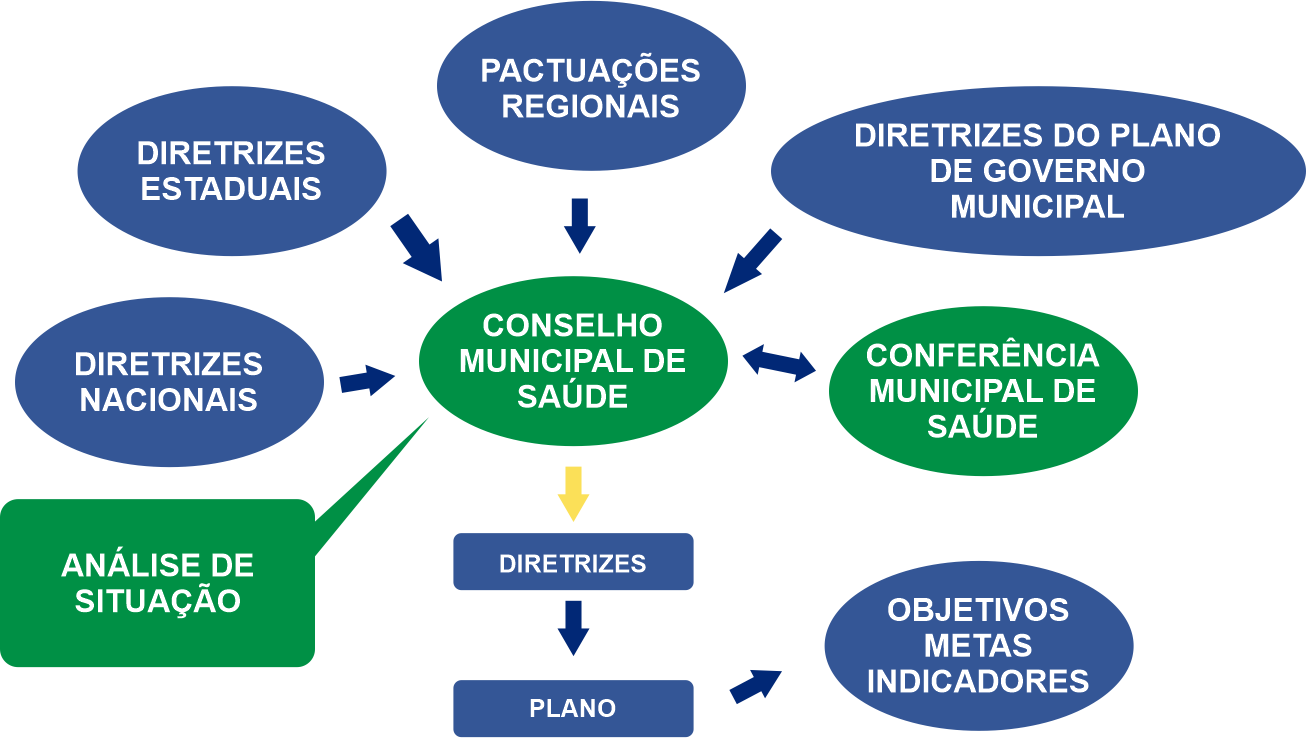 PACTUAÇÕES
REGIONAIS
DIRETRIZES
ESTADUAIS
DIRETRIZES DO PLANO
DE GOVERNO
MUNICIPAL
DIRETRIZES
NACIONAIS
CONSELHO
MUNICIPAL DE
SAÚDE
CONFERÊNCIA
MUNICIPAL DE
SAÚDE
ANÁLISE DE
SITUAÇÃO
DIRETRIZES
PLANO
OBJETIVOS
METAS
INDICADORES